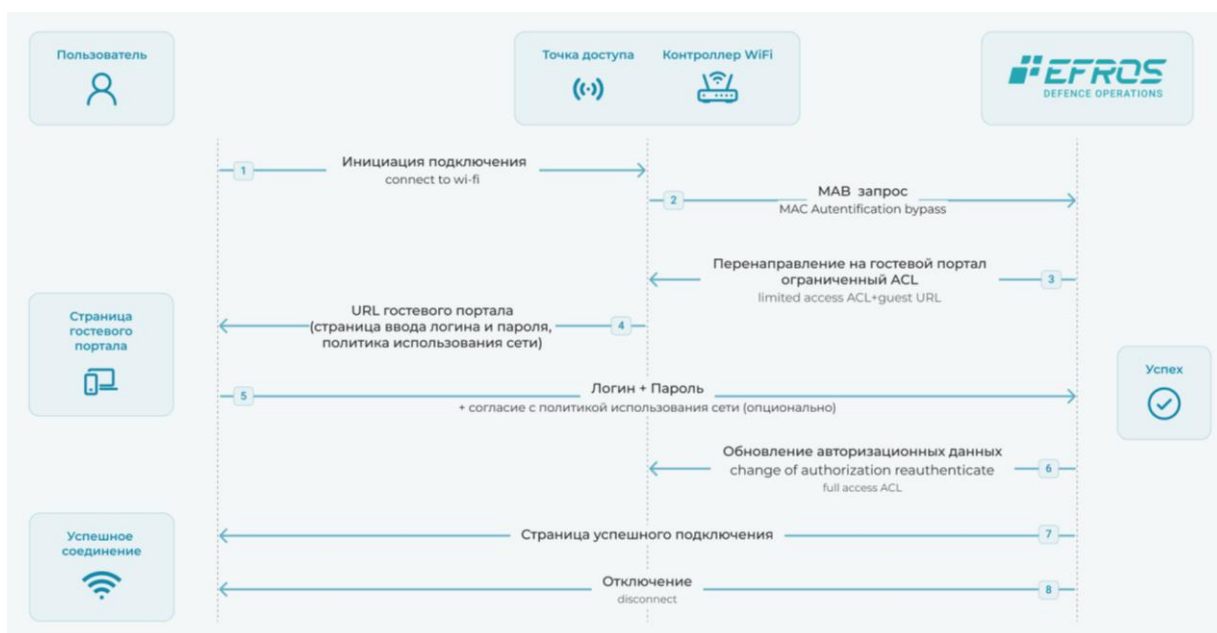 Пользователь
Точка доступа
Контроллер WiFi
EFROS
DEFENCE OPERATIONS
1
Инициация подключения
connect to wi-fi
2
MAB запрос
MAC Autentification bypass
Перенаправление на гостевой портал
ограниченный ACL
limited access ACL+guest URL
3
Страница
гостевого
портала
URL гостевого портала
(страница ввода логина и пароля,
политика использования сети)
4
5
Логин + Пароль
+ согласие с политикой использования сети (опционально)
Успех
Обновление авторизационных данных
change of authorization reauthenticate
full access ACL
6
Успешное
соединение
Страница успешного подключения
7
Отключение
disconnect
8